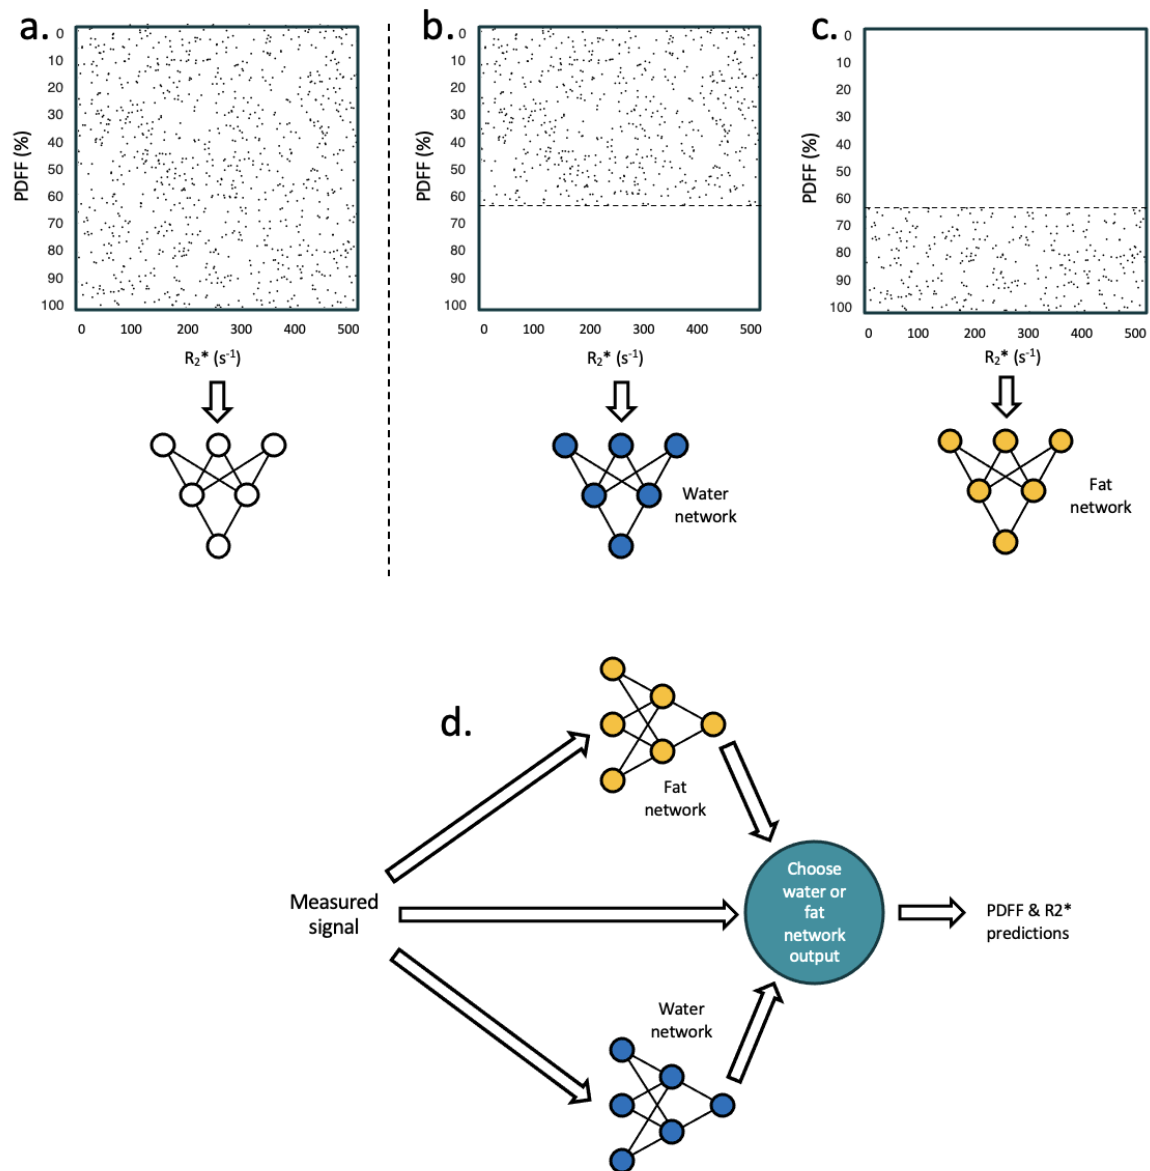 a.
PDFF (%)
0
10
20
30
40
50
60
70
80
90
100
0 100 200 300 400 500
R₂* (s⁻¹)
b.
PDFF (%)
0
10
20
30
40
50
60
70
80
90
100
0 100 200 300 400 500
R₂* (s⁻¹)
Water
network
c.
PDFF (%)
0
10
20
30
40
50
60
70
80
90
100
0 100 200 300 400 500
R₂* (s⁻¹)
Fat
network
d.
Fat
network
Measured
signal
Choose
water or
fat
network
output
PDFF & R2*
predictions
Water
network